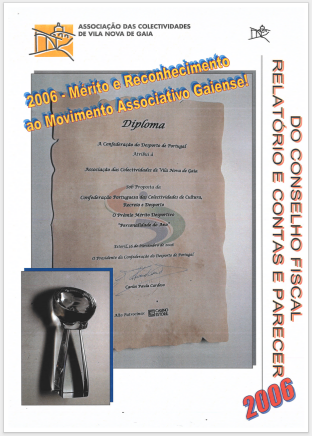 ASSOCIAÇÃO DAS COLECTIVIDADES
DE VILA NOVA DE GAIA
2006 - Mérito e Reconhecimento
ao Movimento Associativo Gaiense!
Diploma
A Confederação do Desporto de Portugal
Atribui à
Associação das Colectividades de Vila Nova de Gaia
Sob Proposta da
Confederação Portuguesa das Colectividades de Cultura,
Recreio e Desporto
O Prémio Mérito Desportivo
"Personalidade do Ano"
O Presidente da Confederação do Desporto de Portugal
Carlos Paula Cardoso
Alto Patrocínio
DO CONSELHO FISCAL
RELATÓRIO E CONTAS E PARECER
2006